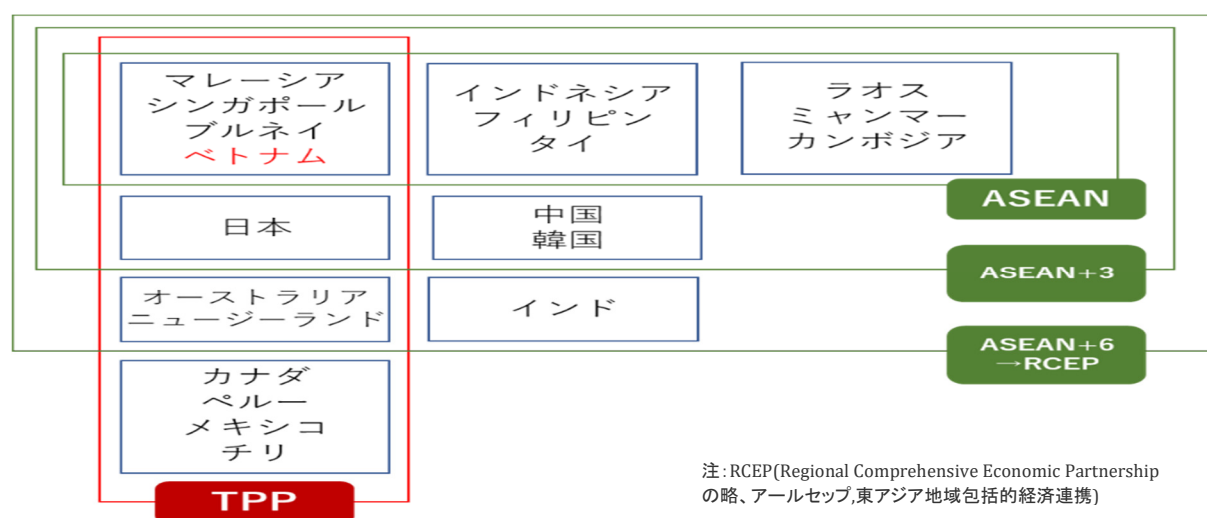 マレーシア
シンガポール
ブルネイ
ベトナム
インドネシア
フィリピン
タイ
ラオス
ミャンマー
カンボジア
ASEAN
日本
中国
韓国
ASEAN+3
オーストラリア
ニュージーランド
インド
ASEAN+6
→RCEP
カナダ
ペルー
メキシコ
チリ
TPP
注:RCEP(Regional Comprehensive Economic Partnership
の略、アールセップ,東アジア地域包括的経済連携)